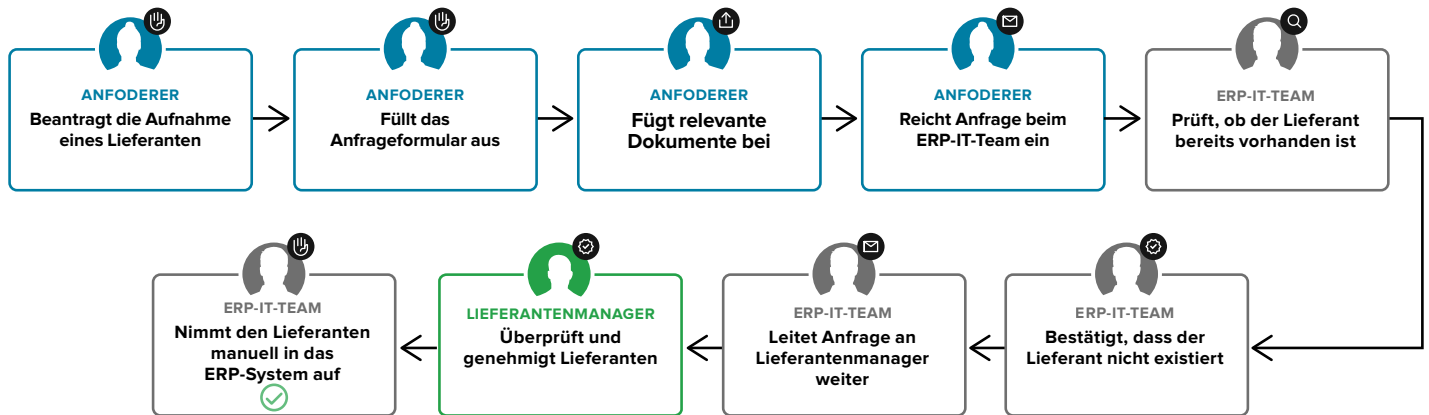 ANFODERER
Beantragt die Aufnahme
eines Lieferanten
ANFODERER
Füllt das
Anfrageformular aus
ANFODERER
Fügt relevante
Dokumente bei
ANFODERER
Reicht Anfrage beim
ERP-IT-Team ein
ERP-IT-TEAM
Prüft, ob der Lieferant
bereits vorhanden ist
ERP-IT-TEAM
Bestätigt, dass der
Lieferant nicht existiert
ERP-IT-TEAM
Leitet Anfrage an
Lieferantenmanager
weiter
LIEFERANTENMANAGER
Überprüft und
genehmigt Lieferanten
ERP-IT-TEAM
Nimmt den Lieferanten
manuell in das
ERP-System auf